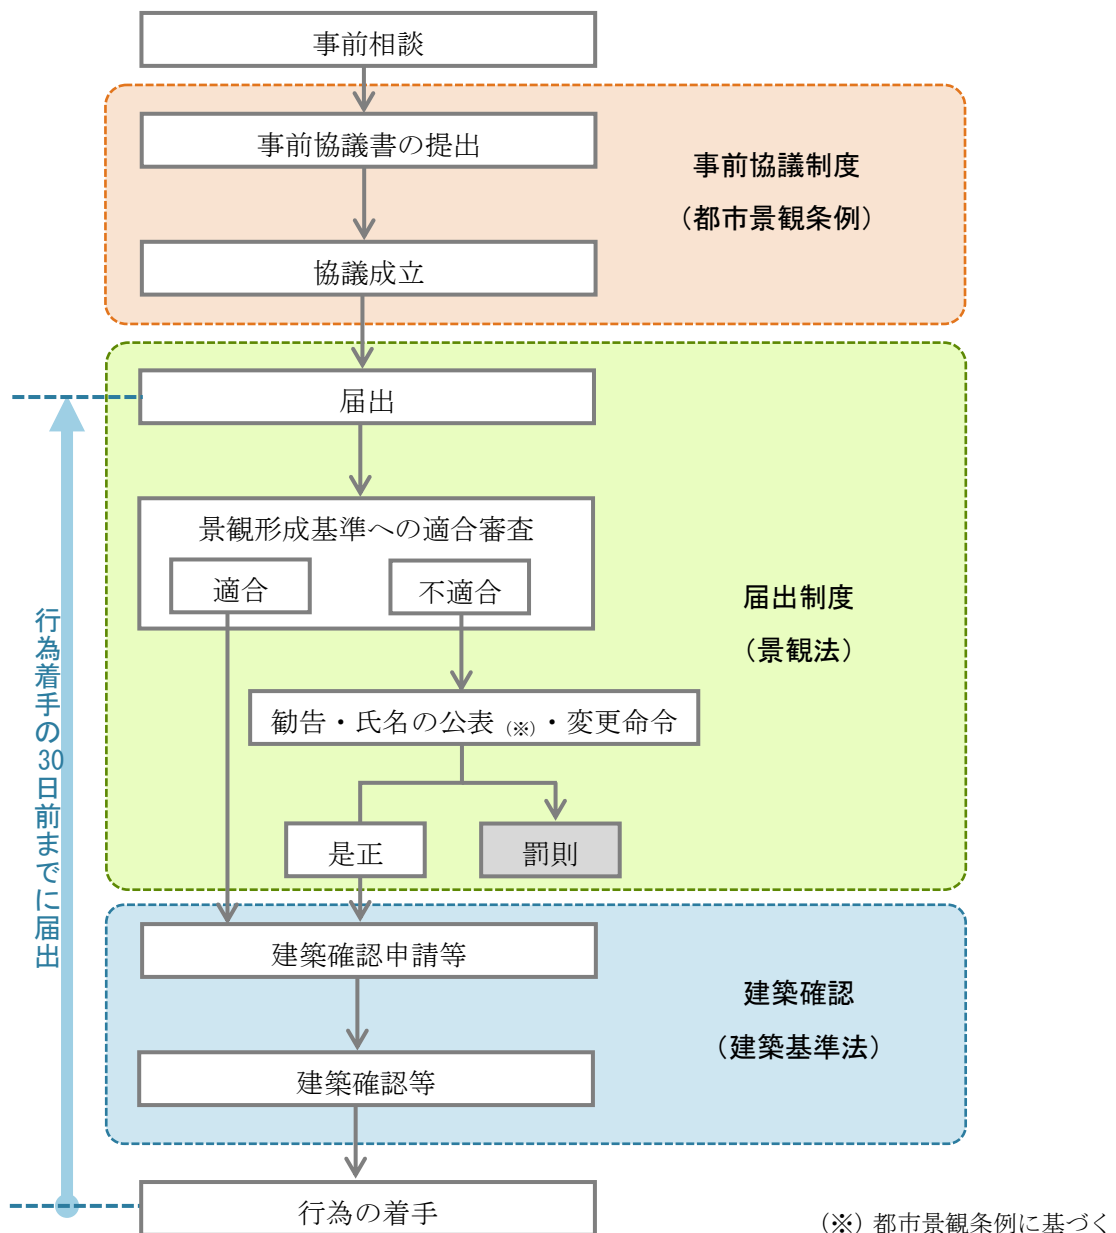 事前相談
事前協議書の提出
協議成立
事前協議制度
（都市景観条例）
届出
景観形成基準への適合審査
適合
不適合
勧告・氏名の公表（※）・変更命令
是正
罰則
届出制度
（景観法）
行為着手の30日前までに届出
建築確認申請等
建築確認等
建築確認
（建築基準法）
行為の着手
（※）都市景観条例に基づく